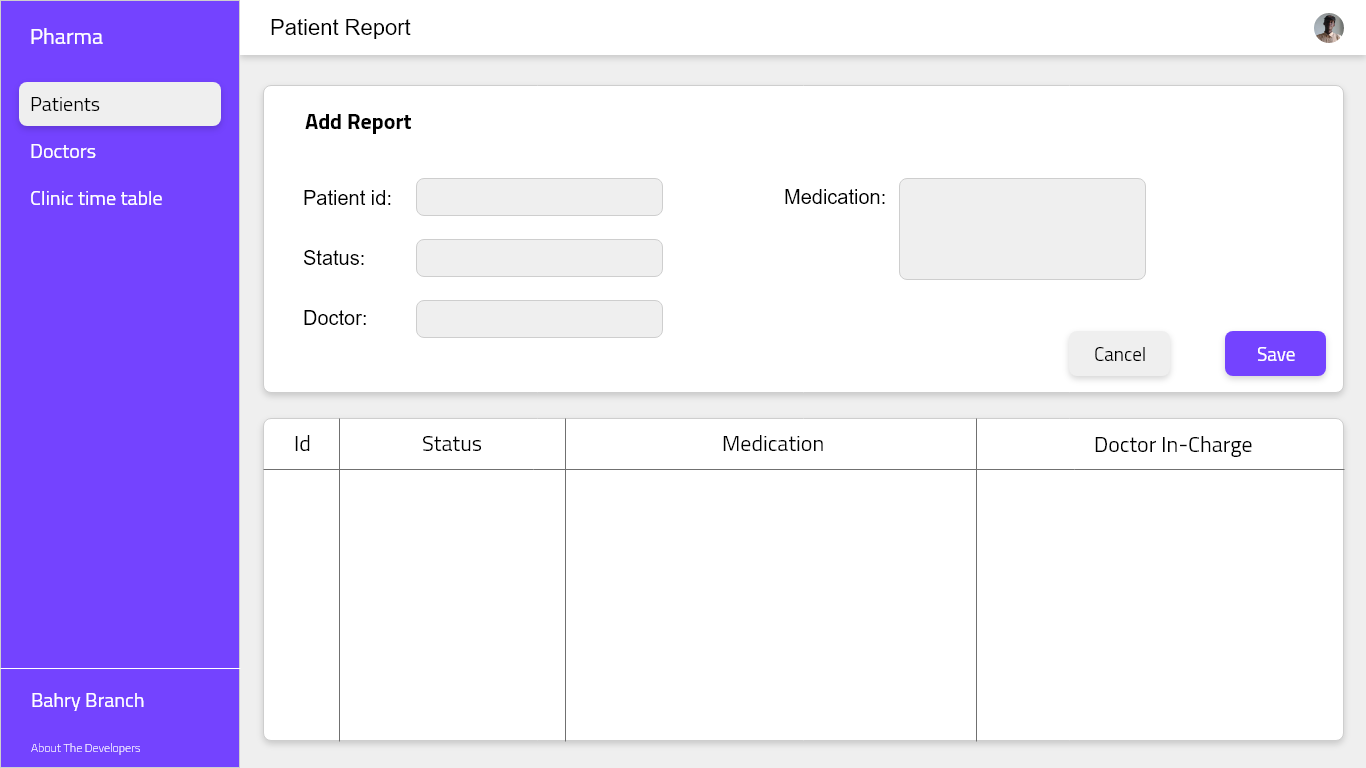 Pharma
Patients
Doctors
Clinic time table
Bahry Branch
About The Developers
Patient Report
Add Report
Patient id:
Status:
Doctor:
Medication:
Cancel
Save
Id Status Medication Doctor In-Charge